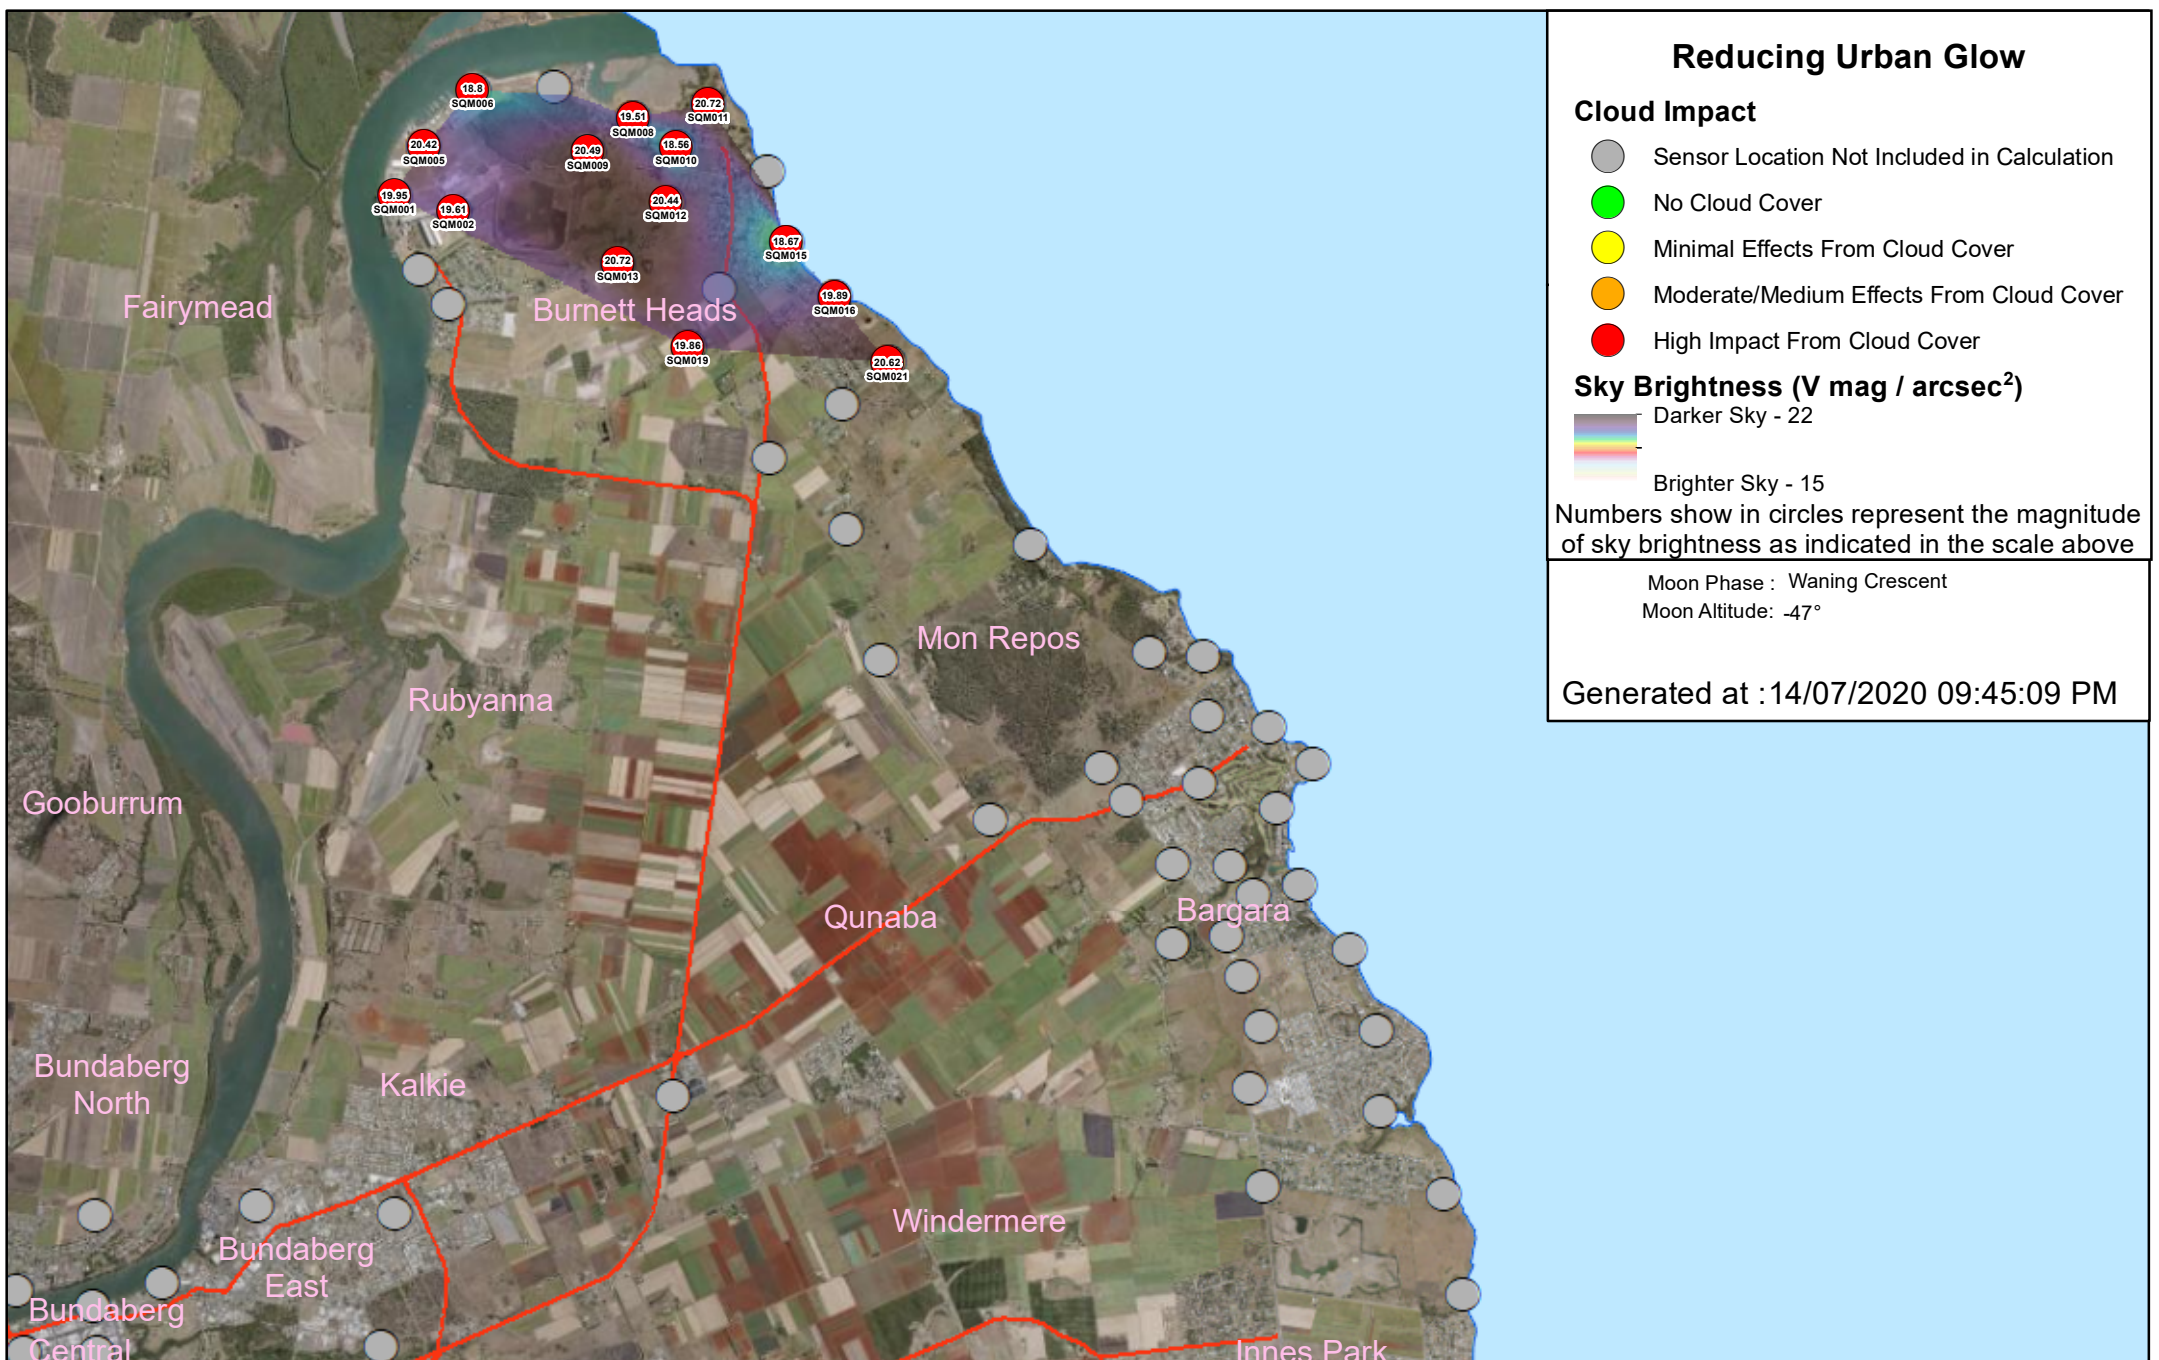 Reducing Urban Glow
Cloud Impact
Sensor Location Not Included in Calculation
No Cloud Cover
Minimal Effects From Cloud Cover
Moderate/Medium Effects From Cloud Cover
High Impact From Cloud Cover
Sky Brightness (V mag / arcsec²)
Darker Sky - 22
Brighter Sky - 15
Numbers show in circles represent the magnitude
of sky brightness as indicated in the scale above
Moon Phase : Waning Crescent
Moon Altitude: -47°
Generated at :14/07/2020 09:45:09 PM
18.8
SQM006
20.72
SQM011
19.51
SQM008
20.42
SQM005
20.49
SQM009
18.56
SQM010
19.95
SQM001
19.61
SQM002
20.44
SQM012
18.67
SQM015
20.72
SQM013
19.89
SQM016
19.86
SQM019
20.62
SQM021
Fairymead
Burnett Heads
Mon Repos
Rubyanna
Gooburrum
Qunaba
Bargara
Bundaberg
North
Kalkie
Windermere
Bundaberg
East
Bundaberg
Central
Innes Park